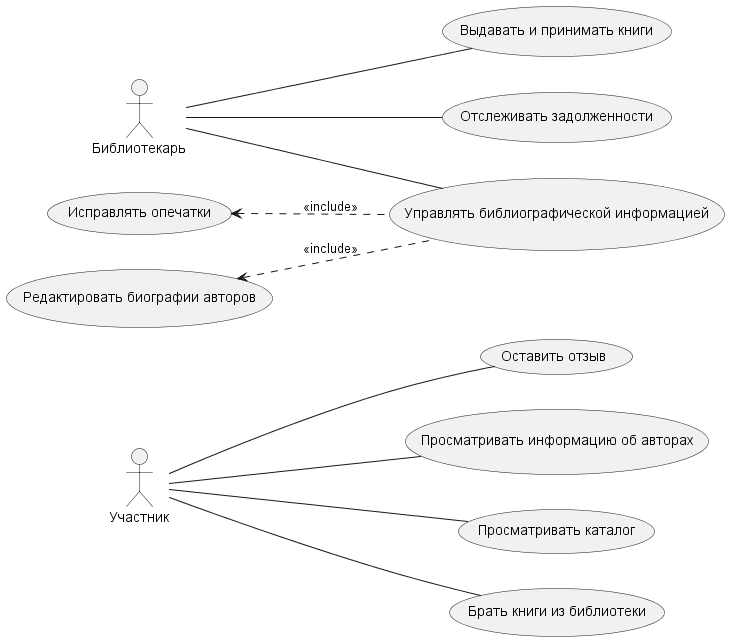 Выдавать и принимать книги
Отслеживать задолженности
Библиотекарь
Исправлять опечатки
«include»
Управлять библиографической информацией
«include»
Редактировать биографии авторов
Оставить отзыв
Просматривать информацию об авторах
Участник
Просматривать каталог
Брать книги из библиотеки